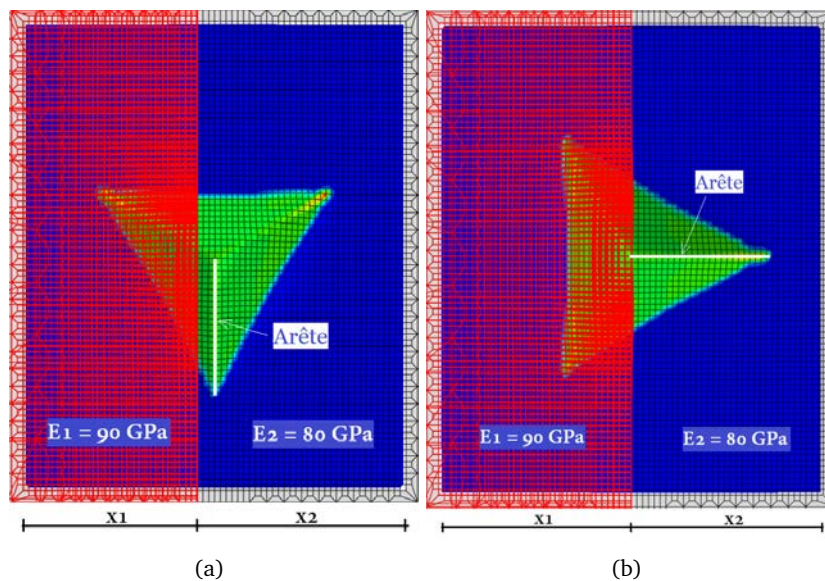 Arête
E1 = 90 GPa
E2 = 80 GPa
X1
X2
(a)
Arête
E1 = 90 GPa
E2 = 80 GPa
X1
X2
(b)